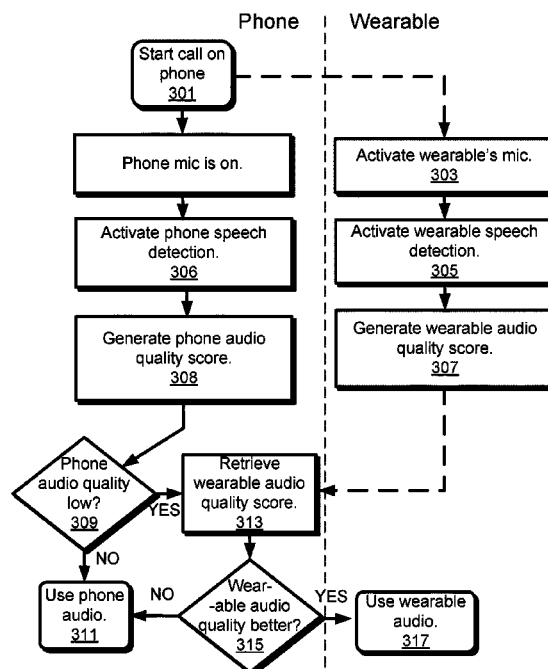 Phone
Wearable
Start call on
phone
301
Phone mic is on.
Activate wearable's mic.
303
Activate phone speech
detection.
306
Activate wearable speech
detection.
305
Generate phone audio
quality score.
308
Generate wearable audio
quality score.
307
Phone
audio quality
low?
309
YES
NO
Retrieve
wearable audio
quality score.
313
Use phone
audio.
311
NO
Wear-
-able audio
quality better?
315
YES
Use wearable
audio.
317